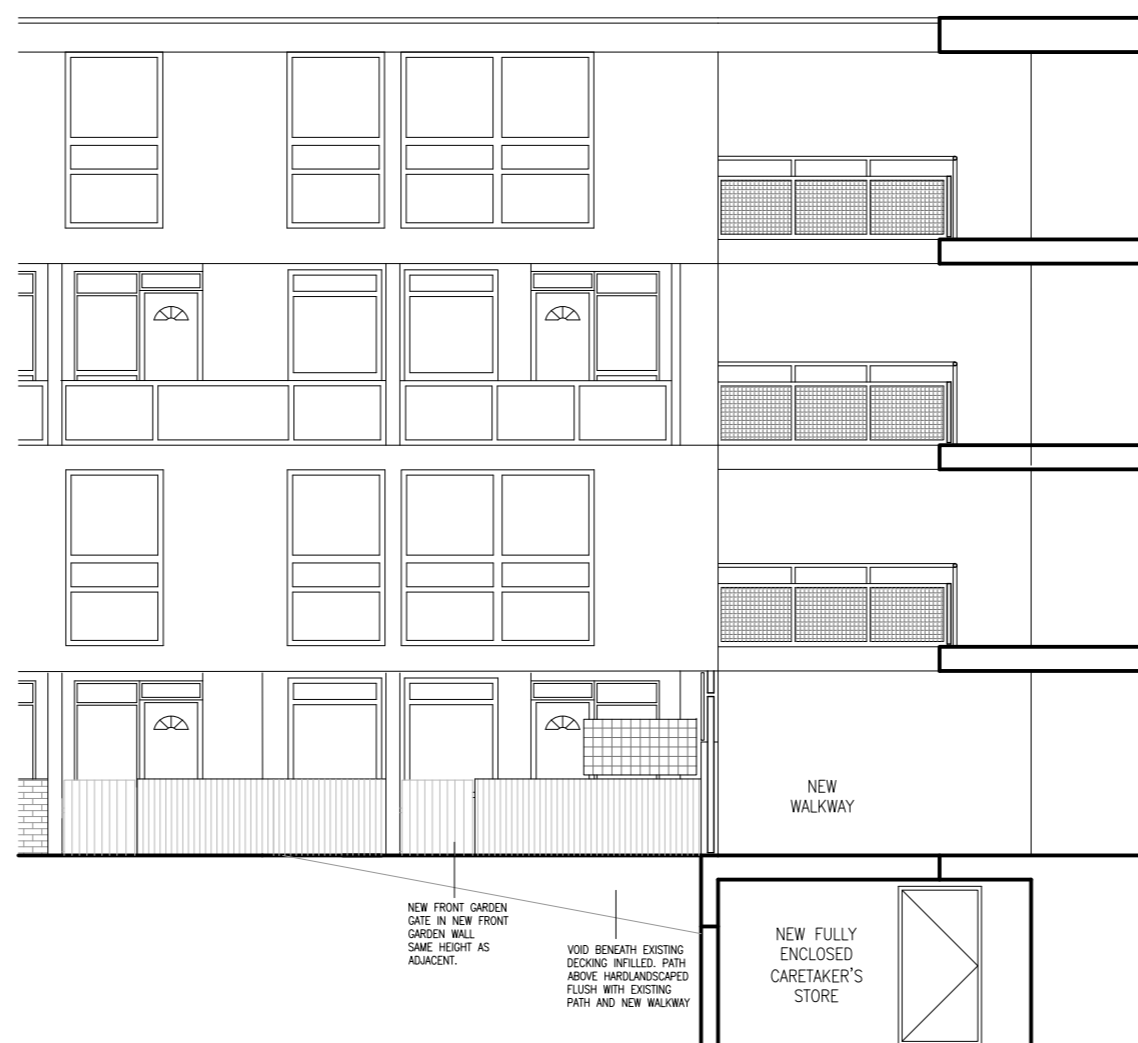 NEW
WALKWAY
NEW FRONT GARDEN
GATE IN NEW FRONT
GARDEN WALL
SAME HEIGHT AS
ADJACENT.
VOID BENEATH EXISTING
DECKING INFILLED. PATH
ABOVE HARDLANDSCAPED
FLUSH WITH EXISTING
PATH AND NEW WALKWAY
NEW FULLY
ENCLOSED
CARETAKER'S
STORE